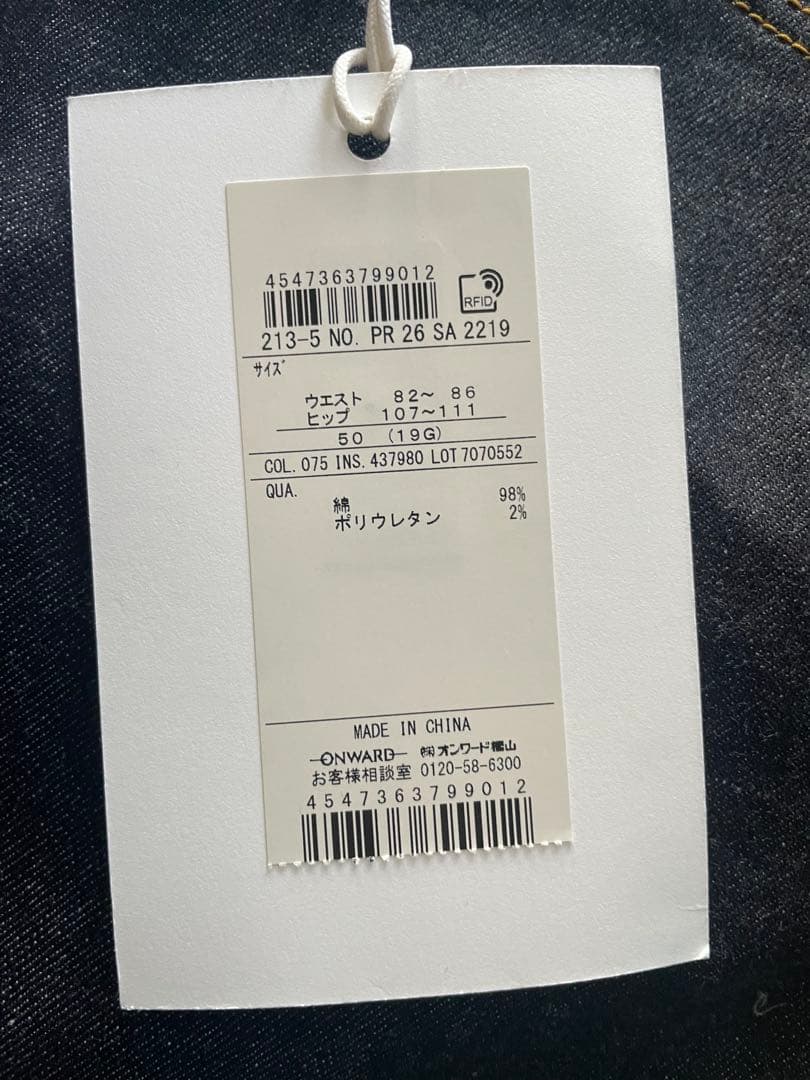 4547363799012
RFID
213-5 NO. PR 26 SA 2219
サイズ
ウエスト 82〜 86
ヒップ 107〜111
50 (19G)
COL. 075 INS. 437980 LOT 7070552
QUA.
綿 98%
ポリウレタン 2%
MADE IN CHINA
ONWARD ㈱オンワード樫山
お客様相談室 0120-58-6300
4547363799012